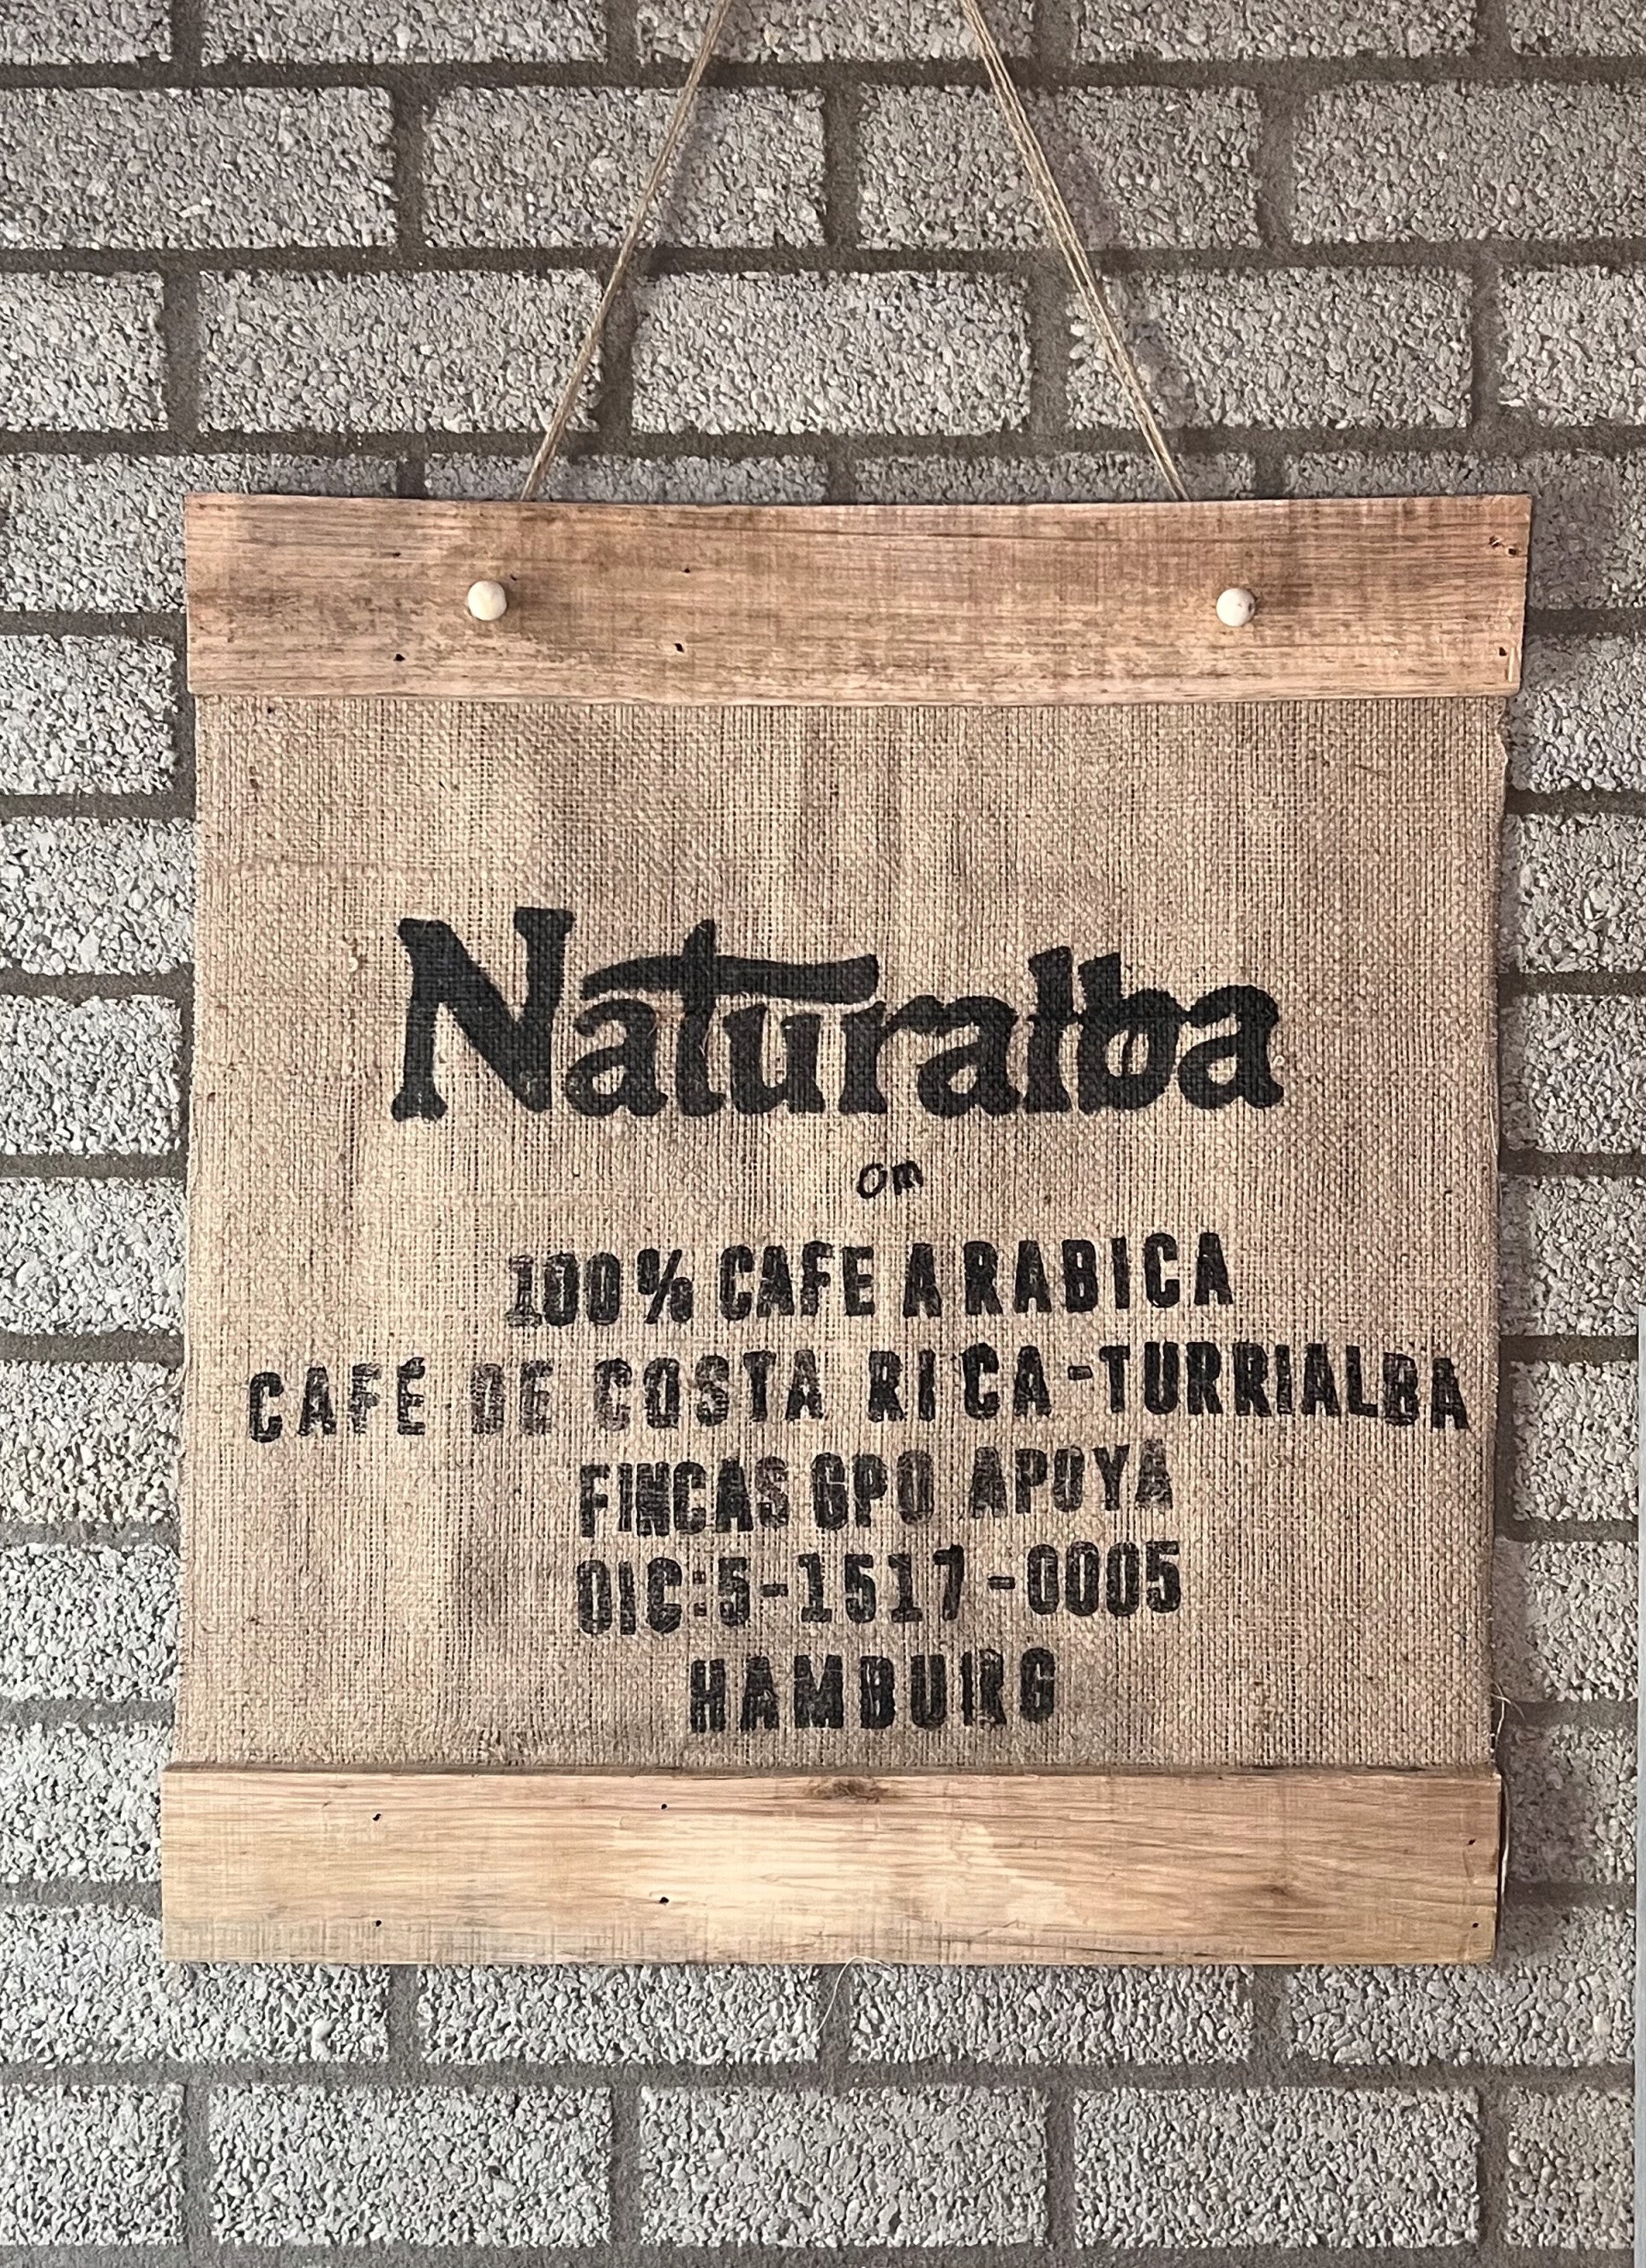 Naturalba
om
100% CAFE ARABICA
CAFE DE COSTA RICA-TURRIALBA
FINCAS GPO APOYA
OIC:5-1517-0005
HAMBURG